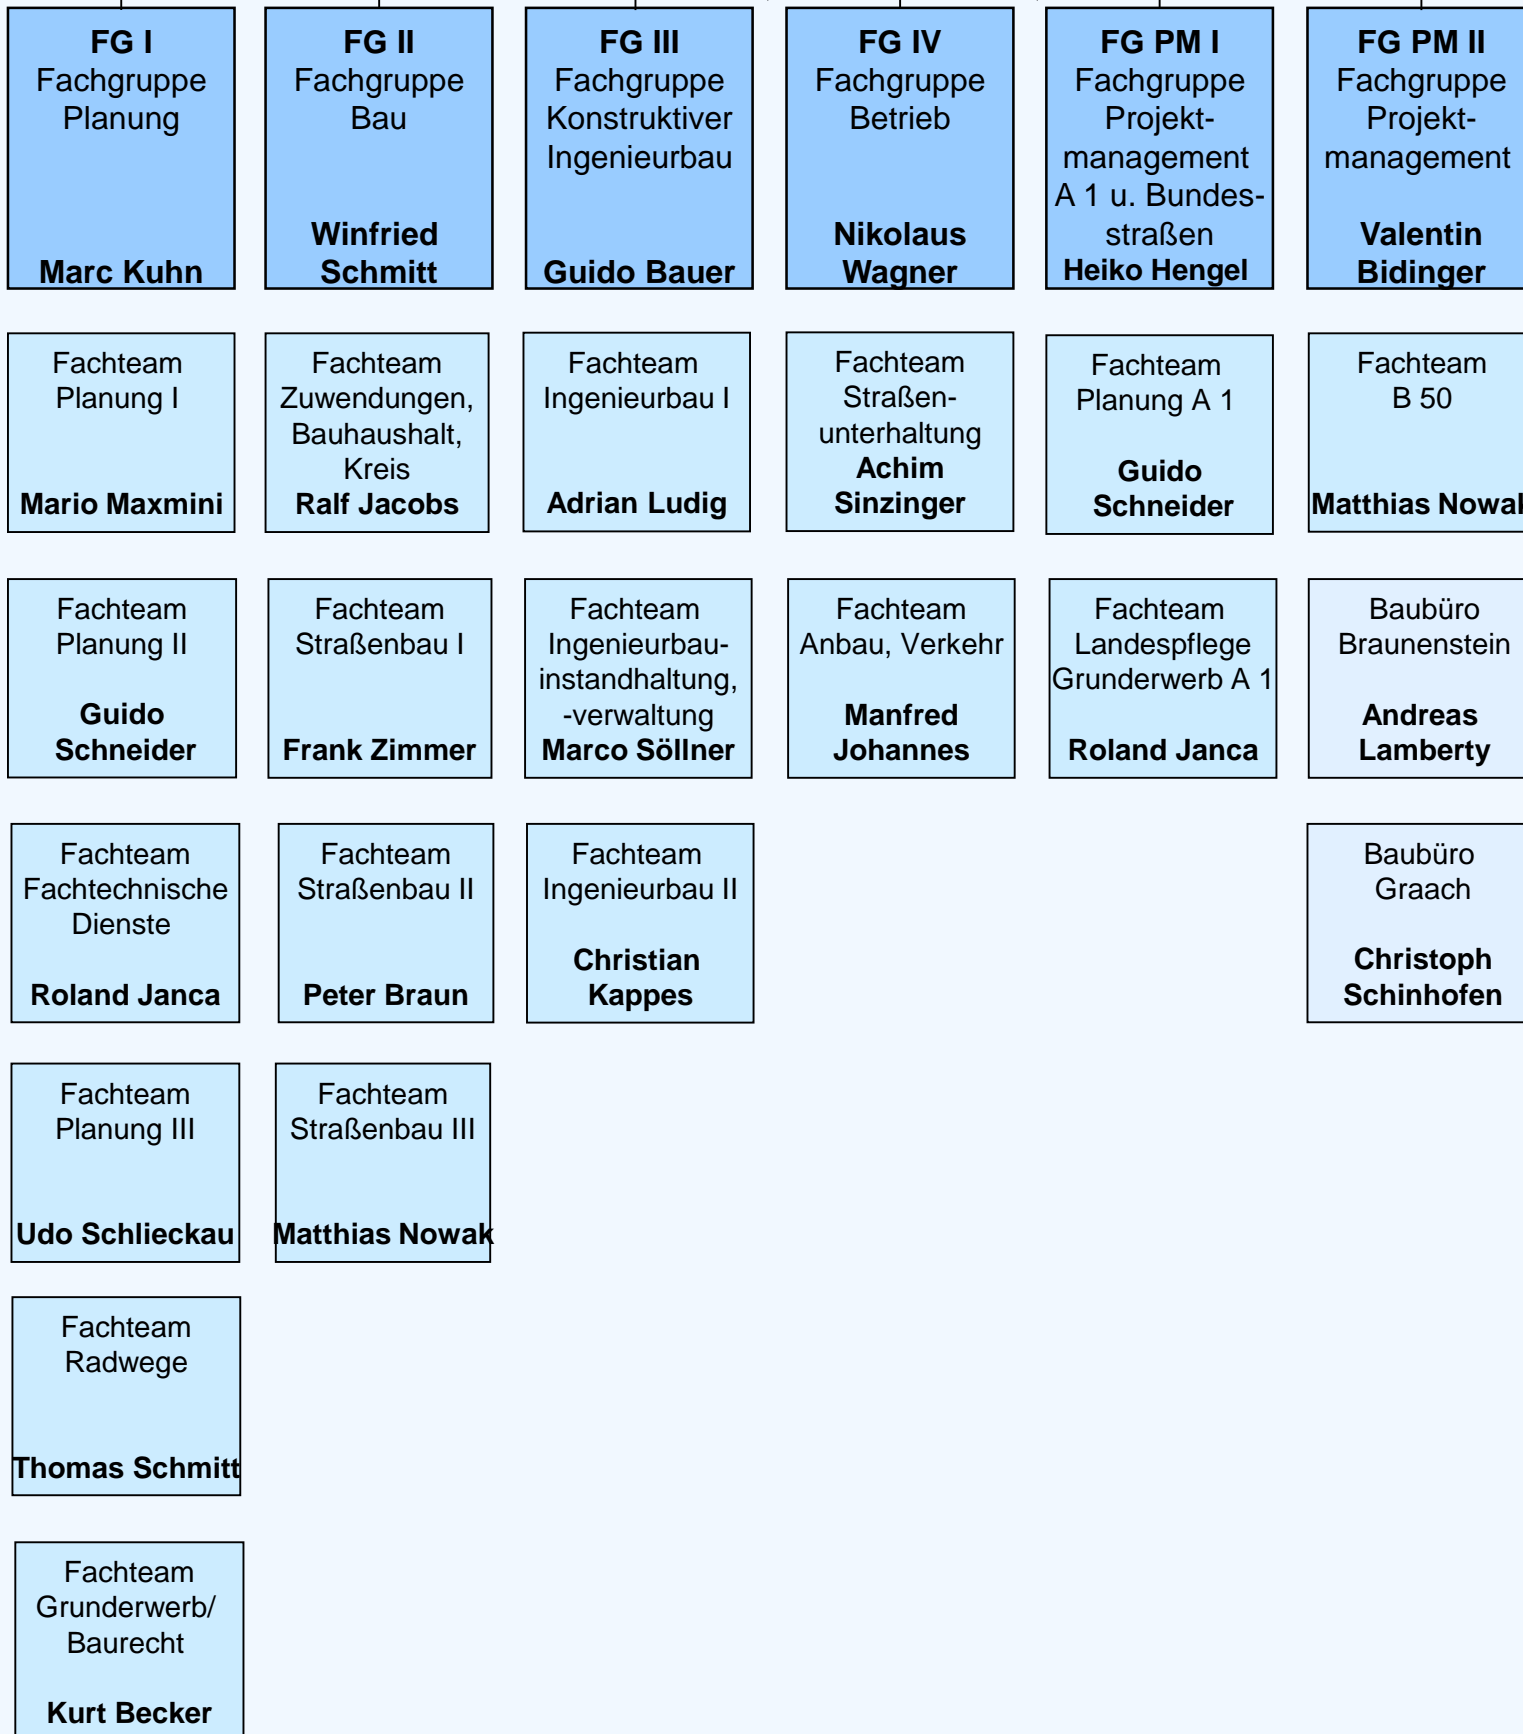 FG I
Fachgruppe
Planung
Marc Kuhn
FG II
Fachgruppe
Bau
Winfried
Schmitt
FG III
Fachgruppe
Konstruktiver
Ingenieurbau
Guido Bauer
FG IV
Fachgruppe
Betrieb
Nikolaus
Wagner
FG PM I
Fachgruppe
Projekt-
management
A 1 u. Bundes-
straßen
Heiko Hengel
FG PM II
Fachgruppe
Projekt-
management
Valentin
Bidinger
Fachteam
Planung I
Mario Maxmini
Fachteam
Zuwendungen,
Bauhaushalt,
Kreis
Ralf Jacobs
Fachteam
Ingenieurbau I
Adrian Ludig
Fachteam
Straßen-
unterhaltung
Achim
Sinzinger
Fachteam
Planung A 1
Guido
Schneider
Fachteam
B 50
Matthias Nowak
Fachteam
Planung II
Guido
Schneider
Fachteam
Straßenbau I
Frank Zimmer
Fachteam
Ingenieurbau-
instandhaltung,
-verwaltung
Marco Söllner
Fachteam
Anbau, Verkehr
Manfred
Johannes
Fachteam
Landespflege
Grunderwerb A 1
Roland Janca
Baubüro
Braunenstein
Andreas
Lamberty
Fachteam
Fachtechnische
Dienste
Roland Janca
Fachteam
Straßenbau II
Peter Braun
Fachteam
Ingenieurbau II
Christian
Kappes
Baubüro
Graach
Christoph
Schinhofen
Fachteam
Planung III
Udo Schlieckau
Fachteam
Straßenbau III
Matthias Nowak
Fachteam
Radwege
Thomas Schmitt
Fachteam
Grunderwerb/
Baurecht
Kurt Becker